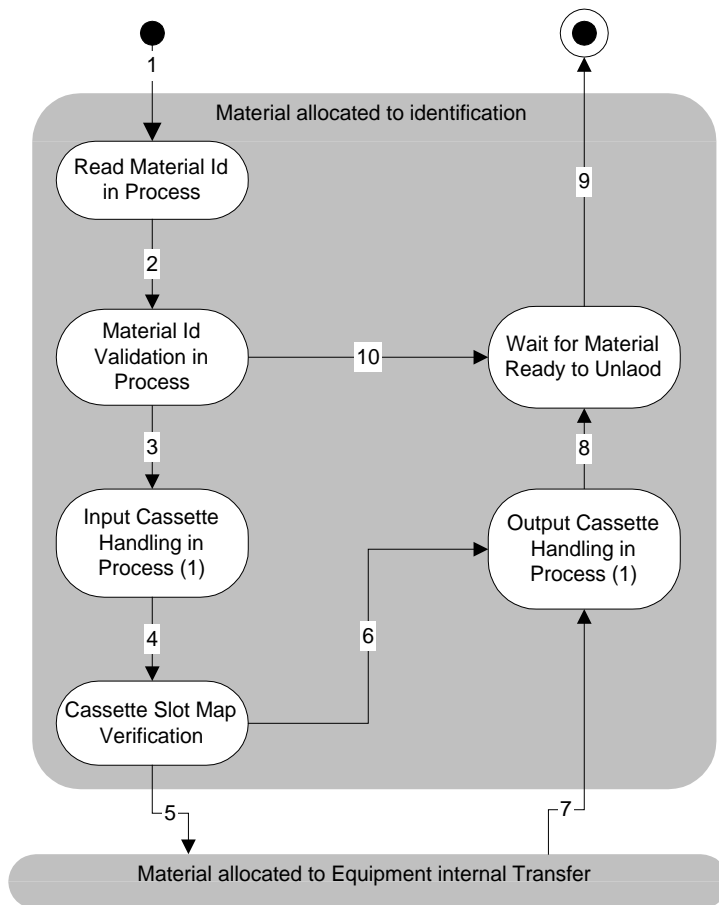 1
Material allocated to identification
Read Material Id
in Process
9
2
Material Id
Validation in
Process
10
Wait for Material
Ready to Unlaod
3
8
Input Cassette
Handling in
Process (1)
Output Cassette
Handling in
Process (1)
4
6
Cassette Slot Map
Verification
5
7
Material allocated to Equipment internal Transfer